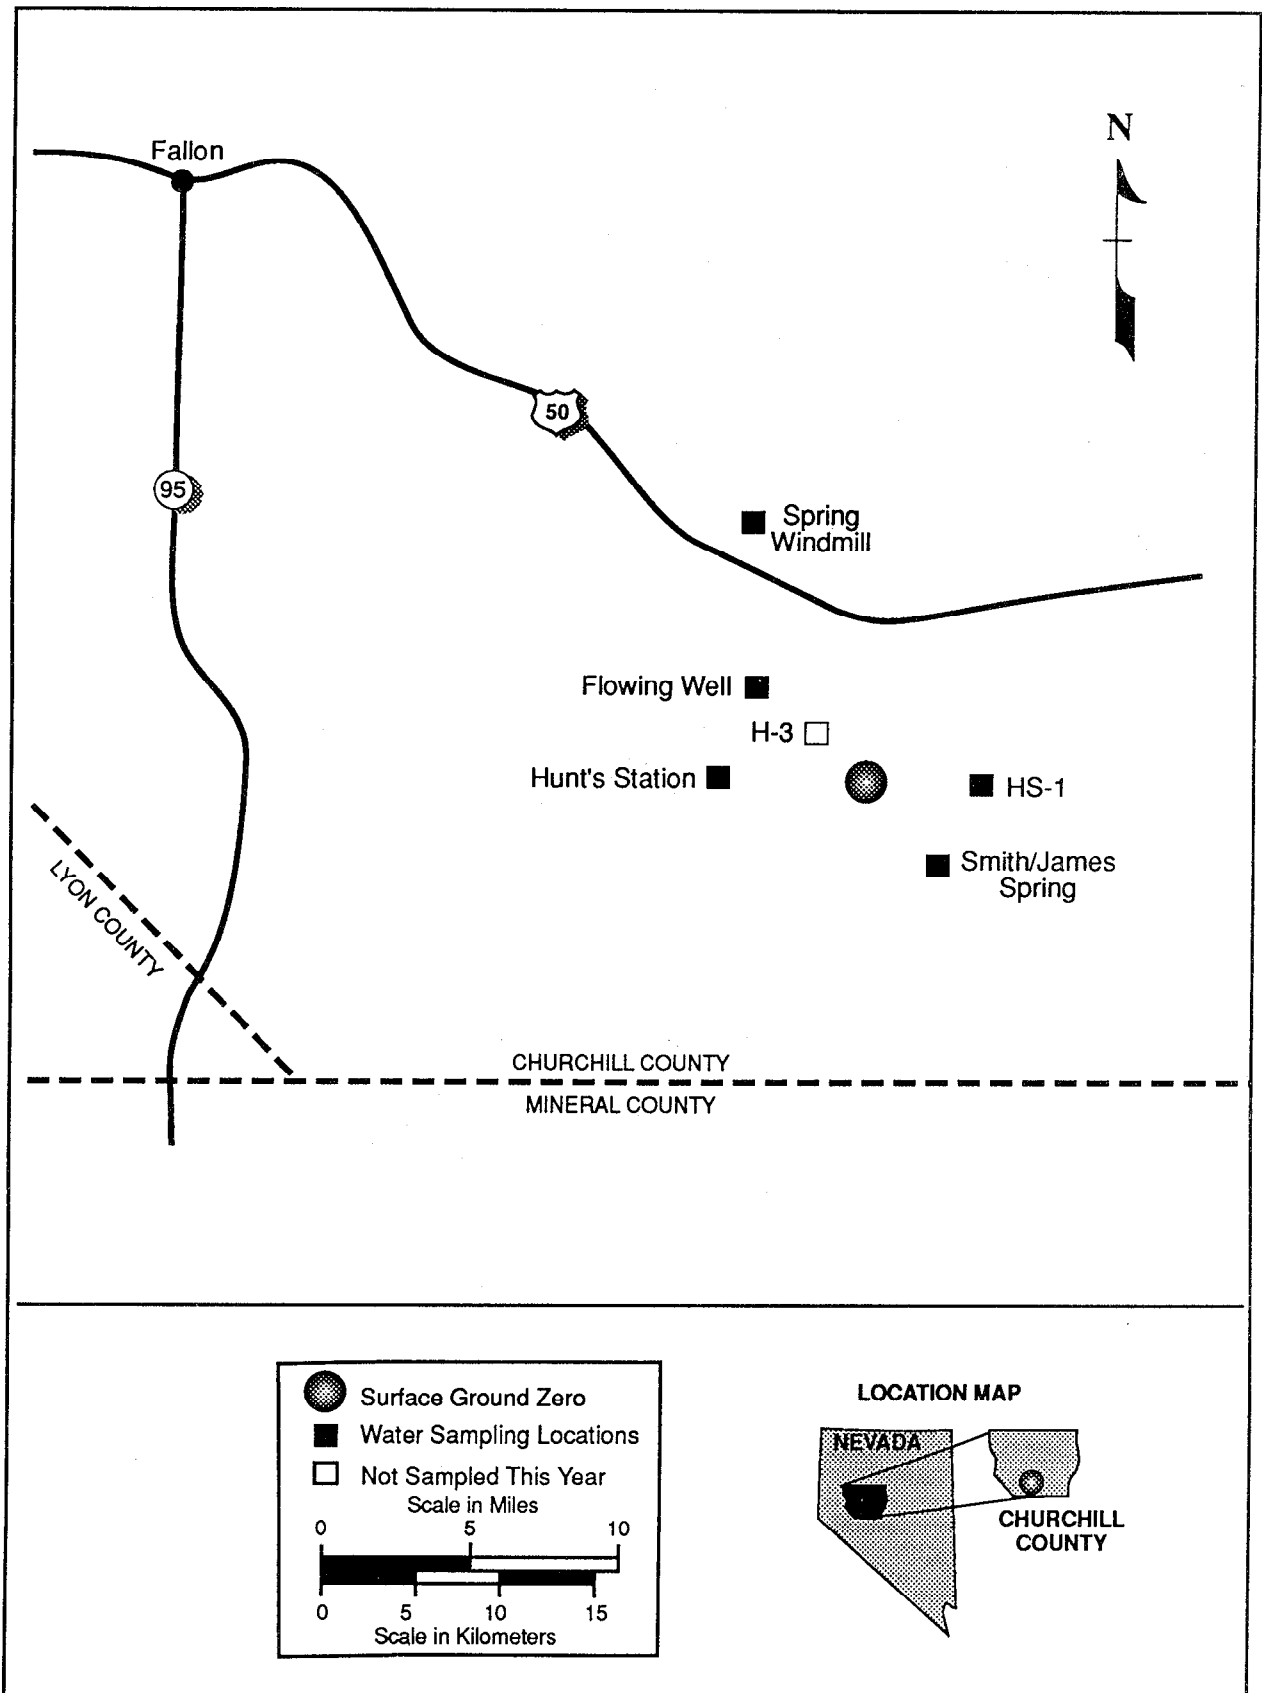 N
Fallon
50
95
Spring
Windmill
Flowing Well
H-3
Hunt's Station
HS-1
Smith/James
Spring
LYON COUNTY
CHURCHILL COUNTY
MINERAL COUNTY
Surface Ground Zero
Water Sampling Locations
Not Sampled This Year
Scale in Miles
0 5 10
0 5 10 15
Scale in Kilometers
LOCATION MAP
NEVADA
CHURCHILL
COUNTY